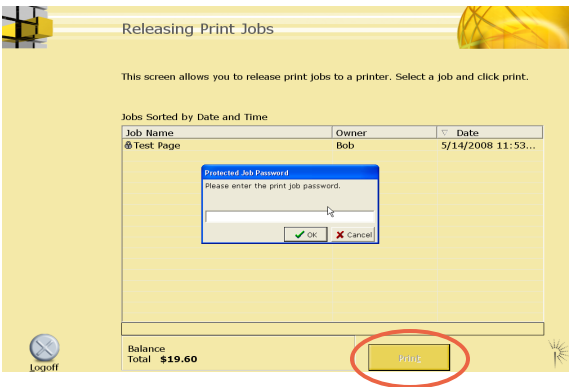 Releasing Print Jobs
This screen allows you to release print jobs to a printer. Select a job and click print.
Jobs Sorted by Date and Time
Job Name Owner Date
Test Page Bob 5/14/2008 11:53...
Protected Job Password
Please enter the print job password.
OK Cancel
Balance
Total $19.60
Print
Logoff